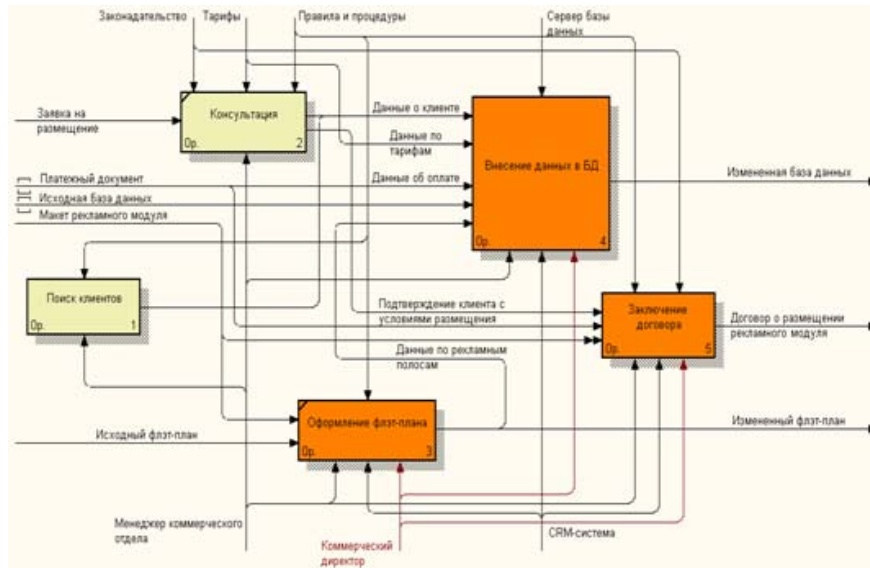 Законадательство
Тарифы
Правила и процедуры
Сервер базы
данных
Заявка на
размещение
Консультация
0р.
2
Данные о клиенте
Данные по
тарифам
Внесение данных в БД
0р.
4
Платежный документ
Данные об оплате
Измененная база данных
Исходная база данных
Макет рекламного модуля
Поиск клиентов
0р.
1
Подтверждение клиента с
условиями размещения
Заключение
договора
0р.
5
Договор о размещении
рекламного модуля
Данные по рекламным
полосам
Исходный флэт-план
Оформление флэт-плана
0р.
3
Измененный флэт-план
Менеджер коммерческого
отдела
Коммерческий
директор
CRM-система